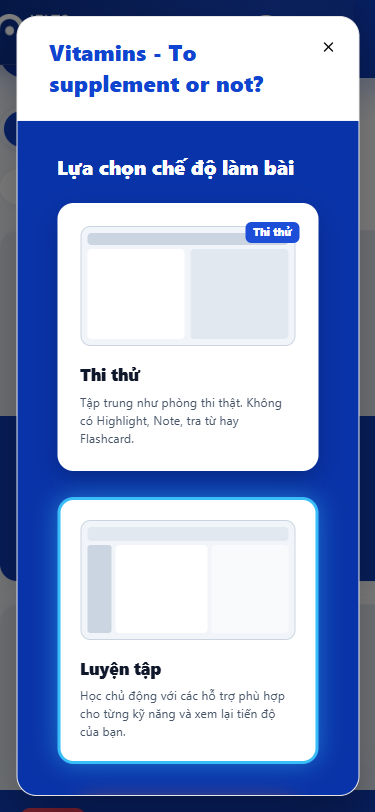 Vitamins - To
supplement or not?
Lựa chọn chế độ làm bài
Thi thử
Thi thử
Tập trung như phòng thi thật. Không
có Highlight, Note, tra từ hay
Flashcard.
Luyện tập
Học chủ động với các hỗ trợ phù hợp
cho từng kỹ năng và xem lại tiến độ
của bạn.